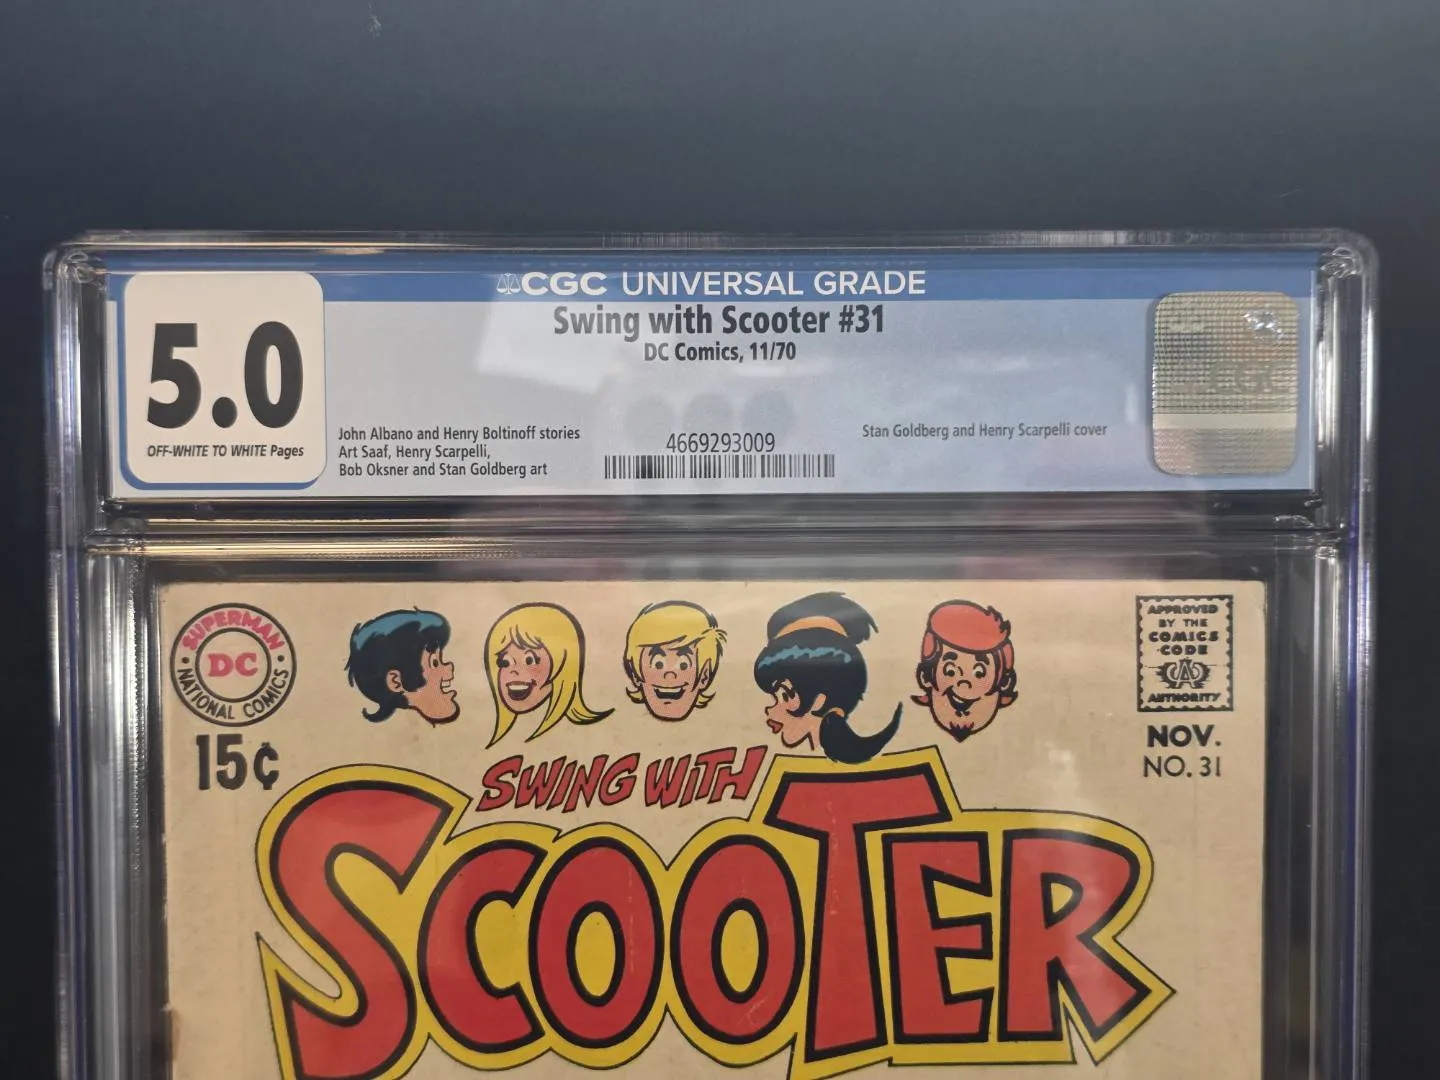 CGC UNIVERSAL GRADE
5.0
OFF-WHITE TO WHITE Pages
Swing with Scooter #31
DC Comics, 11/70
John Albano and Henry Boltinoff stories
Art Saaf, Henry Scarpelli,
Bob Oksner and Stan Goldberg art
4669293009
Stan Goldberg and Henry Scarpelli cover
CGC
SUPERMAN
DC
NATIONAL COMICS
15¢
APPROVED
BY THE
COMICS
CODE
AUTHORITY
NOV.
NO. 31
SWING WITH
SCOOTER